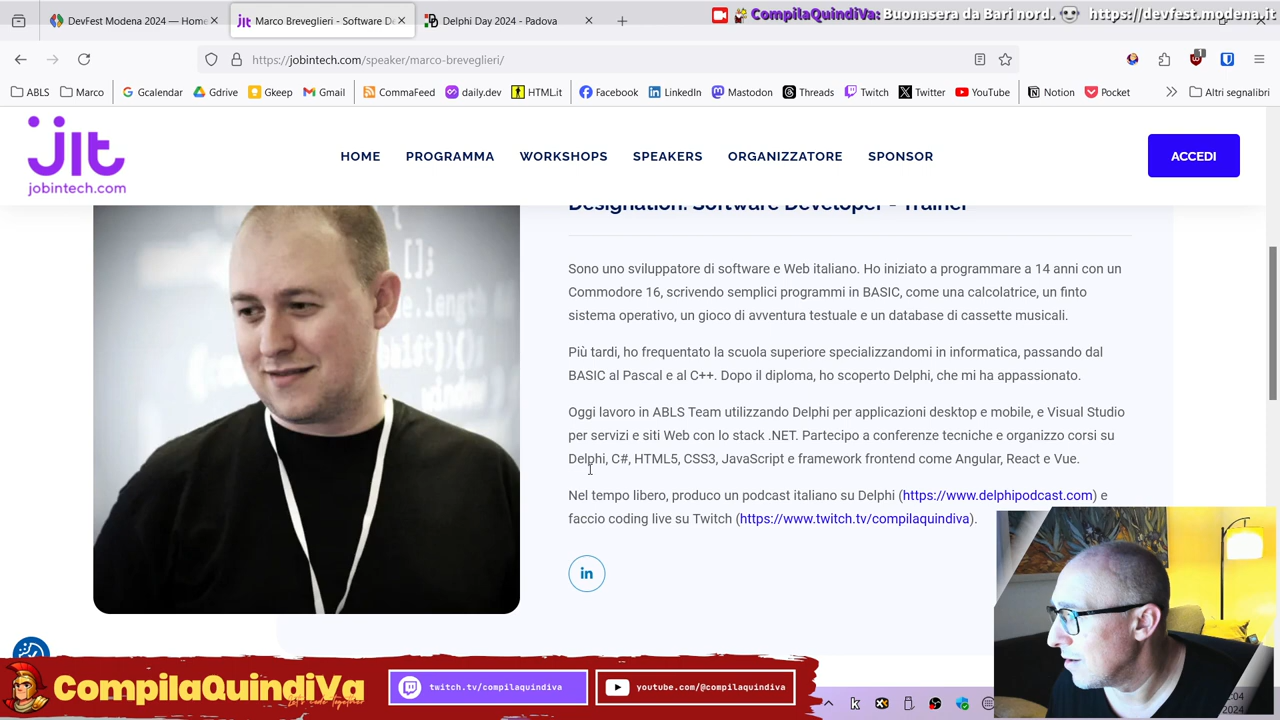 DevFest Modena 2024 — Home
Marco Breveglieri - Software De
Delphi Day 2024 - Padova
CompilaQuindiVa: Buonasera da Bari nord. https://devfest.modena.it
https://jobintech.com/speaker/marco-breveglieri/
1
ABLS Marco Gcalendar Gdrive Gkeep Gmail CommaFeed daily.dev HTML.it Facebook LinkedIn Mastodon Threads Twitch Twitter YouTube Notion Pocket Altri segnalibri
jIt
jobintech.com
HOME PROGRAMMA WORKSHOPS SPEAKERS ORGANIZZATORE SPONSOR
ACCEDI
Designation: Software Developer - Trainer
Sono uno sviluppatore di software e Web italiano. Ho iniziato a programmare a 14 anni con un
Commodore 16, scrivendo semplici programmi in BASIC, come una calcolatrice, un finto
sistema operativo, un gioco di avventura testuale e un database di cassette musicali.
Più tardi, ho frequentato la scuola superiore specializzandomi in informatica, passando dal
BASIC al Pascal e al C++. Dopo il diploma, ho scoperto Delphi, che mi ha appassionato.
Oggi lavoro in ABLS Team utilizzando Delphi per applicazioni desktop e mobile, e Visual Studio
per servizi e siti Web con lo stack .NET. Partecipo a conferenze tecniche e organizzo corsi su
Delphi, C#, HTML5, CSS3, JavaScript e framework frontend come Angular, React e Vue.
Nel tempo libero, produco un podcast italiano su Delphi (https://www.delphipodcast.com) e
faccio coding live su Twitch (https://www.twitch.tv/compilaquindiva).
in
CompilaQuindiVa
Let's code together
twitch.tv/compilaquindiva
youtube.com/@compilaquindiva